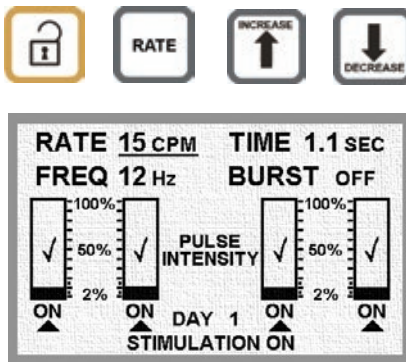 RATE
INCREASE
DECREASE
RATE 15 CPM TIME 1.1 SEC
FREQ 12 Hz BURST OFF
100% 100%
50% PULSE 50%
INTENSITY
2% 2%
ON ON ON ON
DAY 1
STIMULATION ON